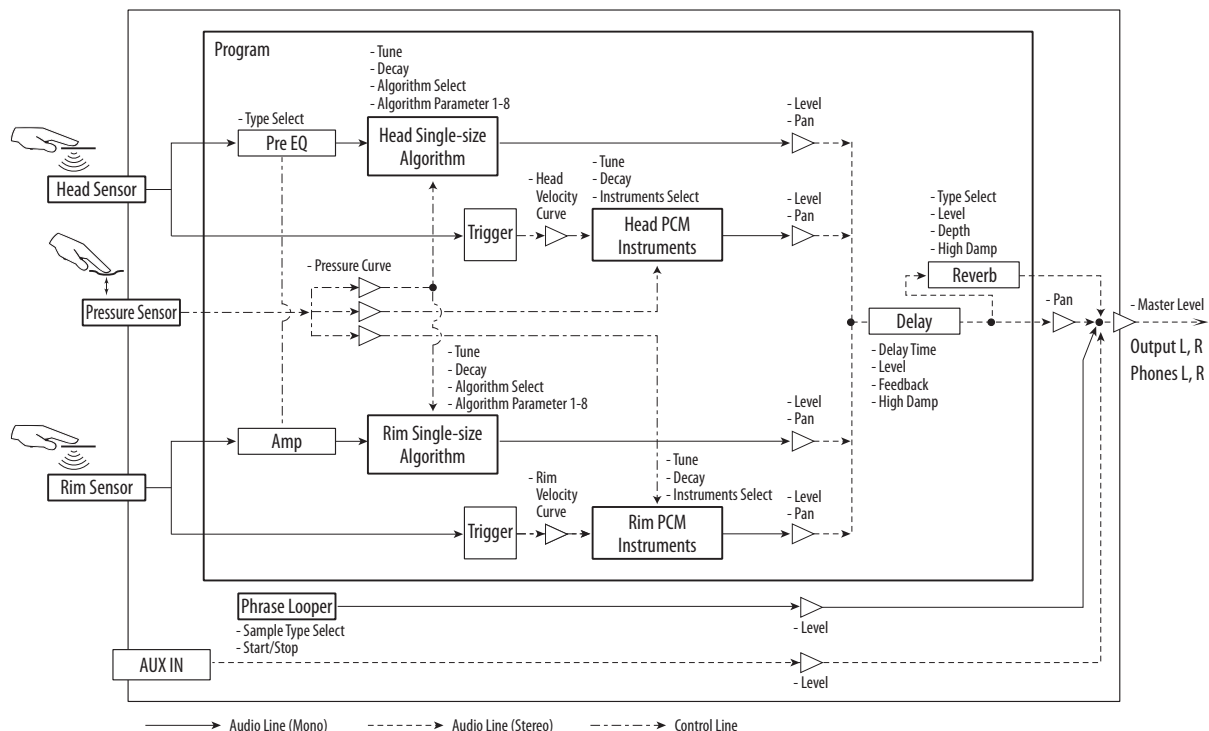 Program
- Tune
- Decay
- Algorithm Select
- Algorithm Parameter 1-8
- Type Select
Pre EQ
Head Single-size
Algorithm
- Level
- Pan
Head Sensor
- Head
Velocity
Curve
- Tune
- Decay
- Instruments Select
Trigger
Head PCM
Instruments
- Level
- Pan
- Type Select
- Level
- Depth
- High Damp
Reverb
- Pressure Curve
Pressure Sensor
Delay
- Pan
- Master Level
Output L, R
Phones L, R
- Delay Time
- Level
- Feedback
- High Damp
- Tune
- Decay
- Algorithm Select
- Algorithm Parameter 1-8
Amp
Rim Single-size
Algorithm
- Level
- Pan
Rim Sensor
- Rim
Velocity
Curve
- Tune
- Decay
- Instruments Select
Trigger
Rim PCM
Instruments
- Level
- Pan
Phrase Looper
- Sample Type Select
- Start/Stop
- Level
AUX IN
- Level
Audio Line (Mono)
Audio Line (Stereo)
Control Line